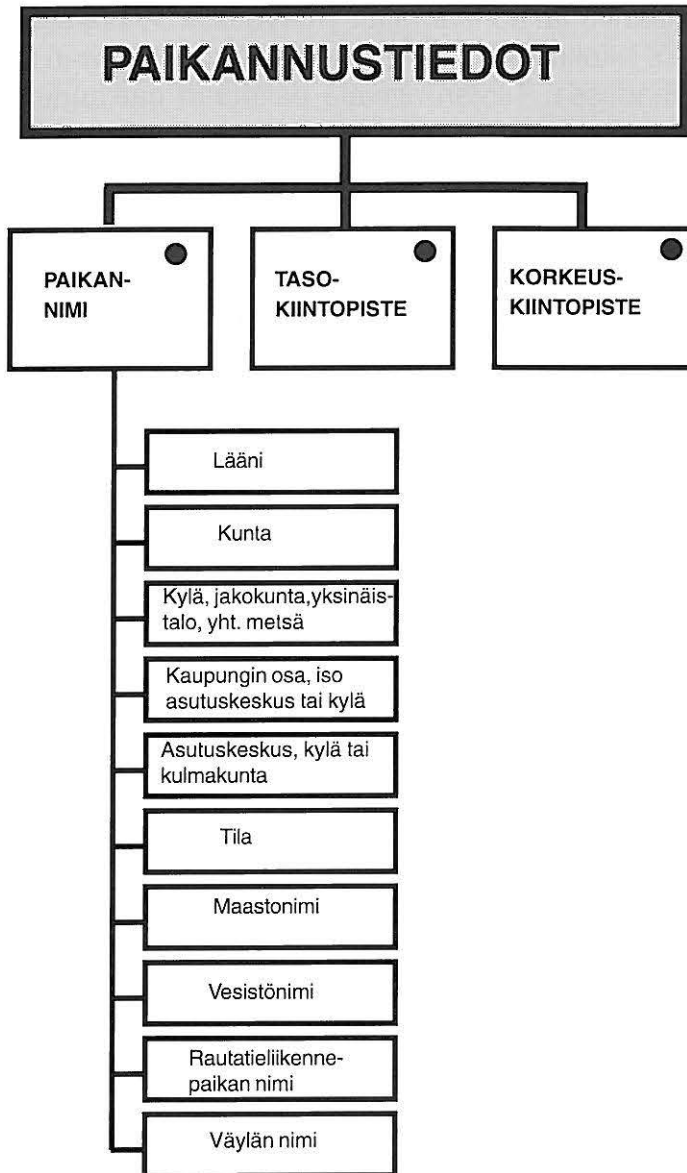 PAIKANNUSTIEDOT
PAIKAN-
NIMI
TASO-
KIINTOPISTE
KORKEUS-
KIINTOPISTE
Lääni
Kunta
Kylä, jakokunta,yksinäis-
talo, yht. metsä
Kaupungin osa, iso
asutuskeskus tai kylä
Asutuskeskus, kylä tai
kulmakunta
Tila
Maastonimi
Vesistönimi
Rautatieliikenne-
paikan nimi
Väylän nimi